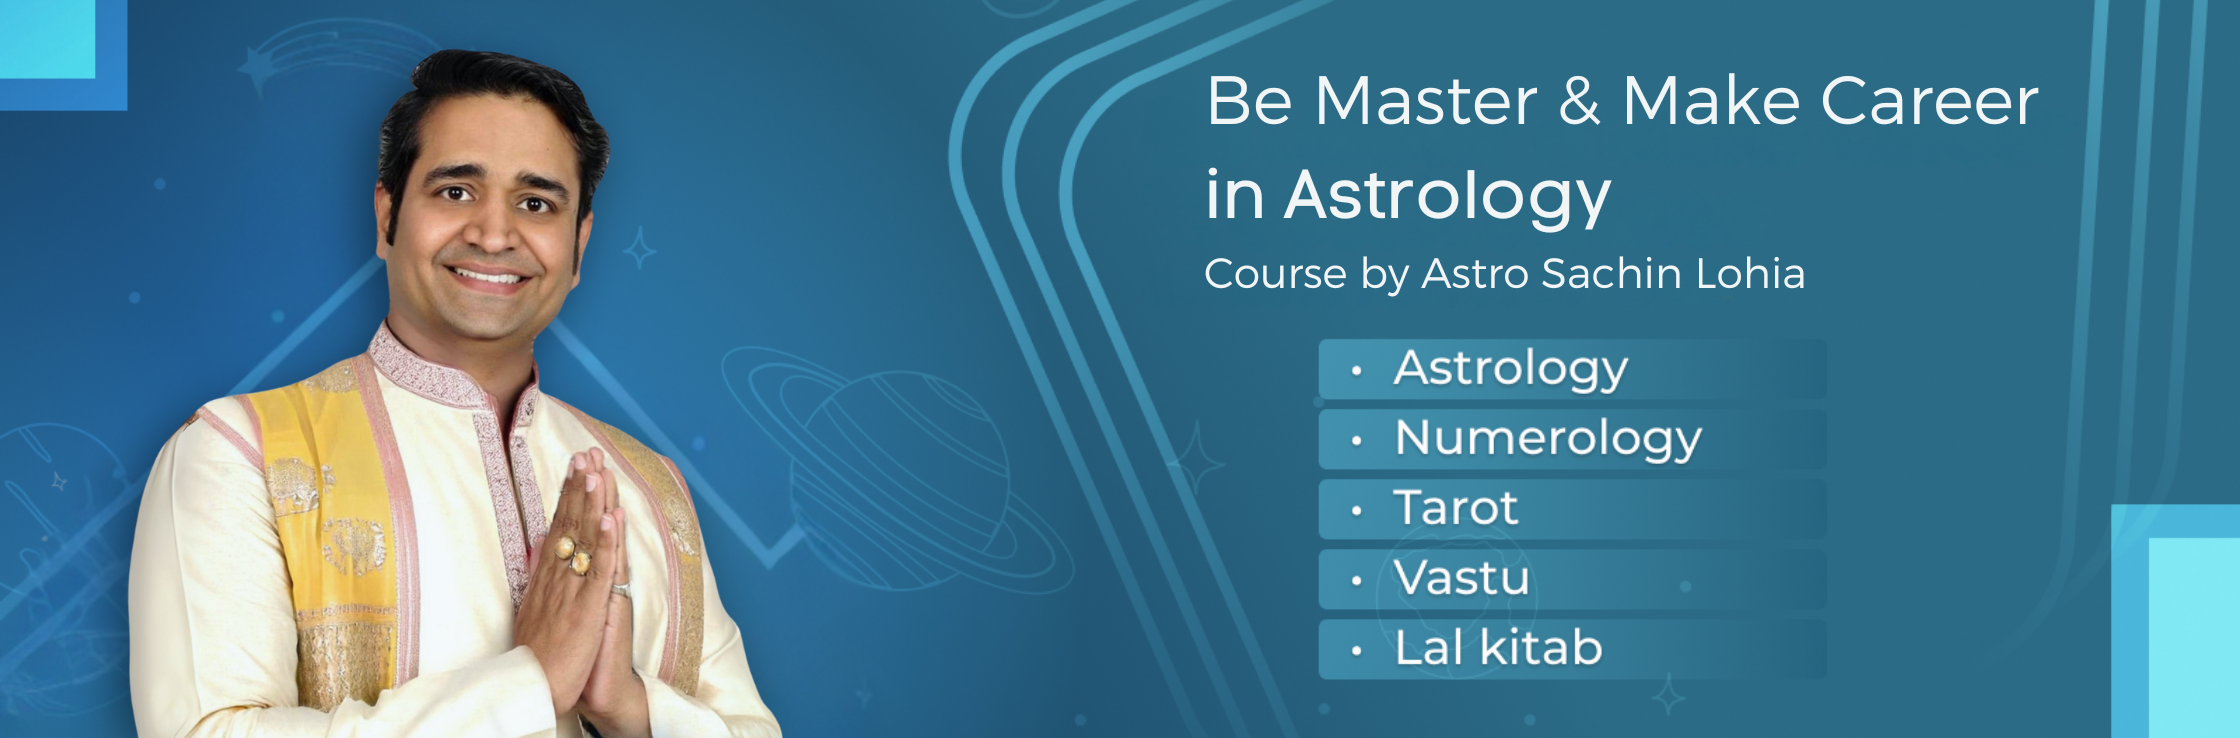 Be Master & Make Career
in Astrology
Course by Astro Sachin Lohia
• Astrology
• Numerology
• Tarot
• Vastu
• Lal kitab